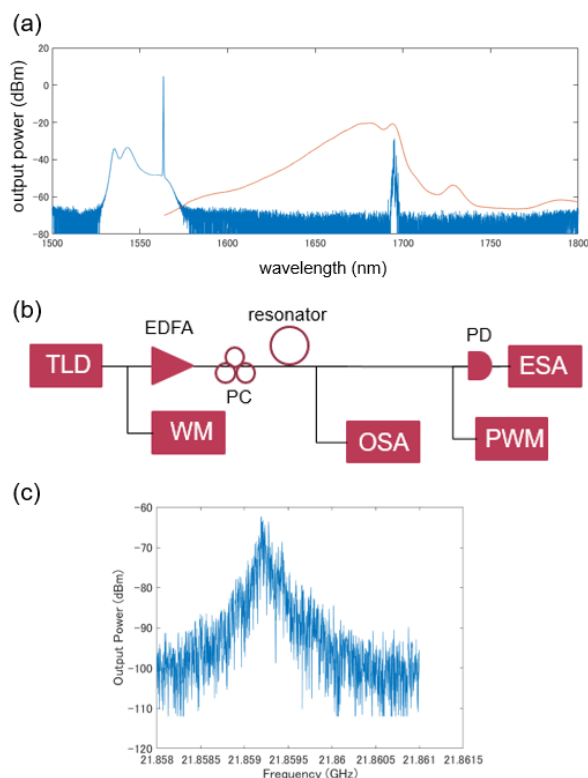 (a)
20
0
-20
-40
-60
-80
output power (dBm)
1500 1550 1600 1650 1700 1750 1800
wavelength (nm)
(b)
resonator
EDFA
PD
TLD
ESA
PC
WM
OSA
PWM
(c)
-60
-70
-80
-90
-100
-110
-120
Output Power (dBm)
21.858 21.8585 21.859 21.8595 21.86 21.8605 21.861 21.8615
Frequency (GHz)